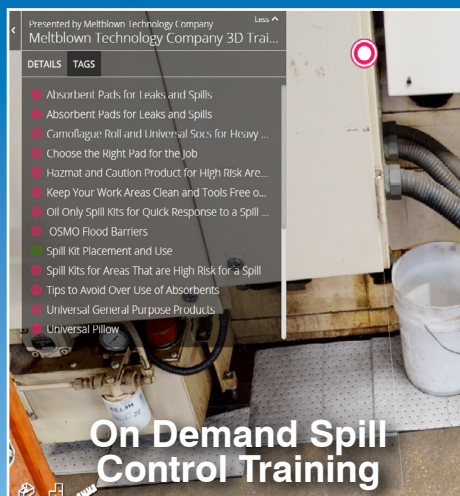 Presented by Meltblown Technology Company
Less
Meltblown Technology Company 3D Trai...
DETAILS TAGS
Absorbent Pads for Leaks and Spills
Absorbent Pads for Leaks and Spills
Camoflague Roll and Universal Socs for Heavy ...
Choose the Right Pad for the Job
Hazmat and Caution Product for High Risk Are...
Keep Your Work Areas Clean and Tools Free o...
Oil Only Spill Kits for Quick Response to a Spill ...
OSMO Flood Barriers
Spill Kit Placement and Use
Spill Kits for Areas That are High Risk for a Spill
Tips to Avoid Over Use of Absorbents
Universal General Purpose Products
Universal Pillow
On Demand Spill
Control Training